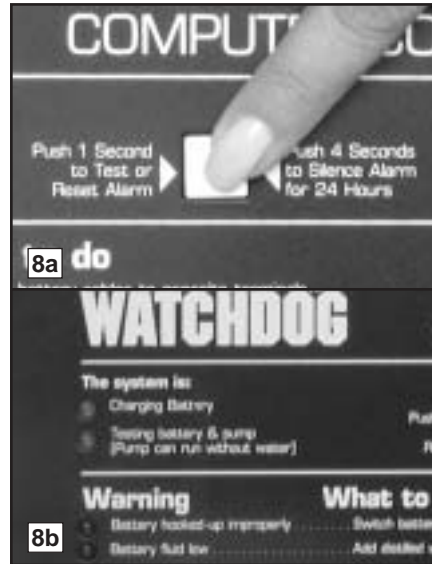 COMPUT
Push 1 Second
to Test or
Reset Alarm
ush 4 Seconds
to Silence Alarm
for 24 Hours
do
8a
WATCHDOG
The system is:
Charging Battery
Testing battery & pump
(Pump can run without water)
Warning
What to
Battery hooked-up improperly ........ Switch batte
Battery fluid low ........ Add distilled
8b